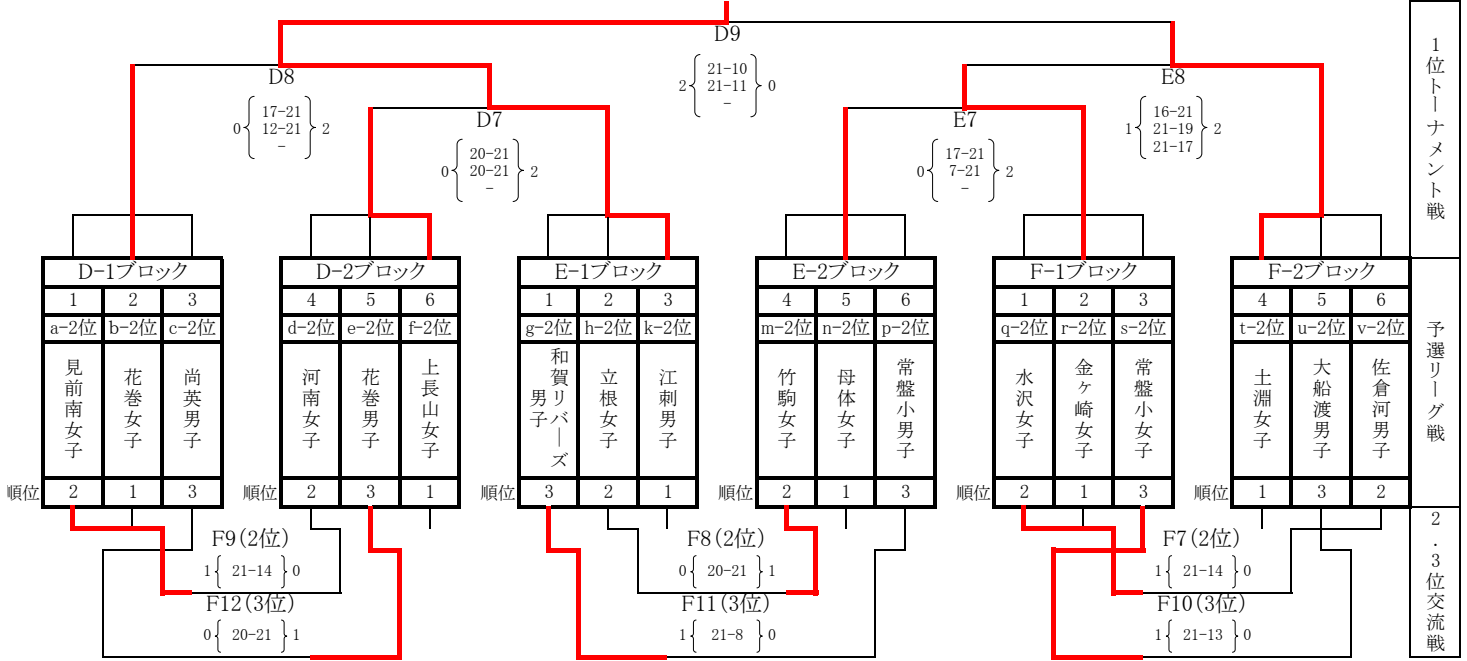 D9
2 21-10 0
21-11
-
D8
0 17-21 2
12-21
-
D7
0 20-21 2
20-21
-
E8
1 16-21 2
21-19
21-17
E7
0 17-21 2
7-21
-
1位トーナメント戦
D-1ブロック D-2ブロック E-1ブロック E-2ブロック F-1ブロック F-2ブロック
1 2 3 4 5 6 1 2 3 4 5 6 1 2 3 4 5 6
a-2位 b-2位 c-2位 d-2位 e-2位 f-2位 g-2位 h-2位 k-2位 m-2位 n-2位 p-2位 q-2位 r-2位 s-2位 t-2位 u-2位 v-2位
見前南女子
花巻女子
尚英男子
河南女子
花巻男子
上長山女子
和賀リバーズ
男子
立根女子
江刺男子
竹駒女子
母体女子
常盤小男子
水沢女子
金ヶ崎女子
常盤小女子
土淵女子
大船渡男子
佐倉河男子
予選リーグ戦
順位 2 1 3 順位 2 3 1 順位 3 2 1 順位 2 1 3 順位 2 1 3 順位 1 3 2
F9(2位)
1 21-14 0
F12(3位)
0 20-21 1
F8(2位)
0 20-21 1
F11(3位)
1 21-8 0
F7(2位)
1 21-14 0
F10(3位)
1 21-13 0
2・3位交流戦